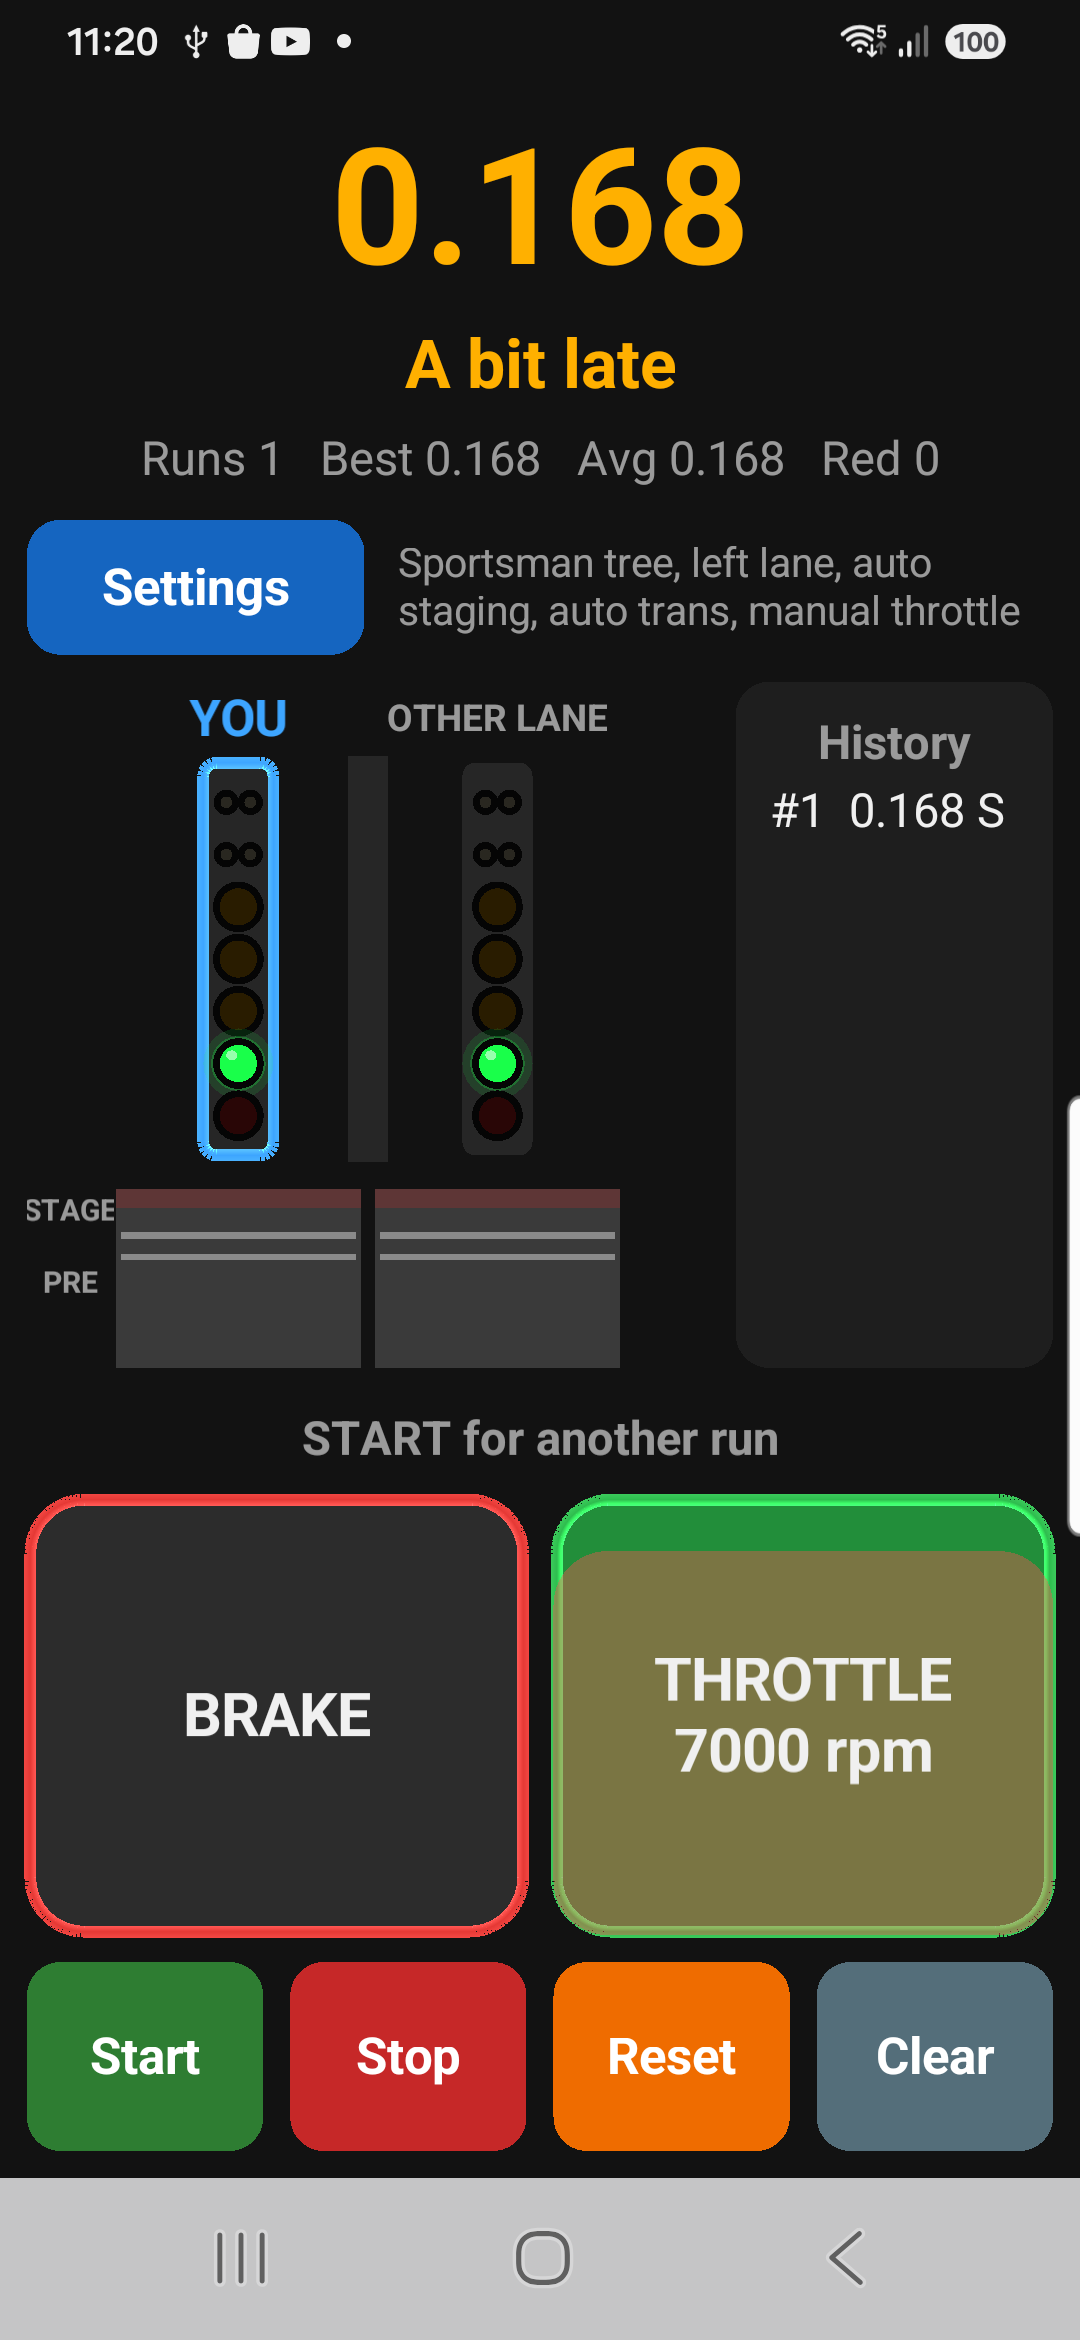 11:20
5
100
0.168
A bit late
Runs 1 Best 0.168 Avg 0.168 Red 0
Settings
Sportsman tree, left lane, auto
staging, auto trans, manual throttle
YOU
OTHER LANE
History
#1 0.168 S
STAGE
PRE
START for another run
BRAKE
THROTTLE
7000 rpm
Start
Stop
Reset
Clear